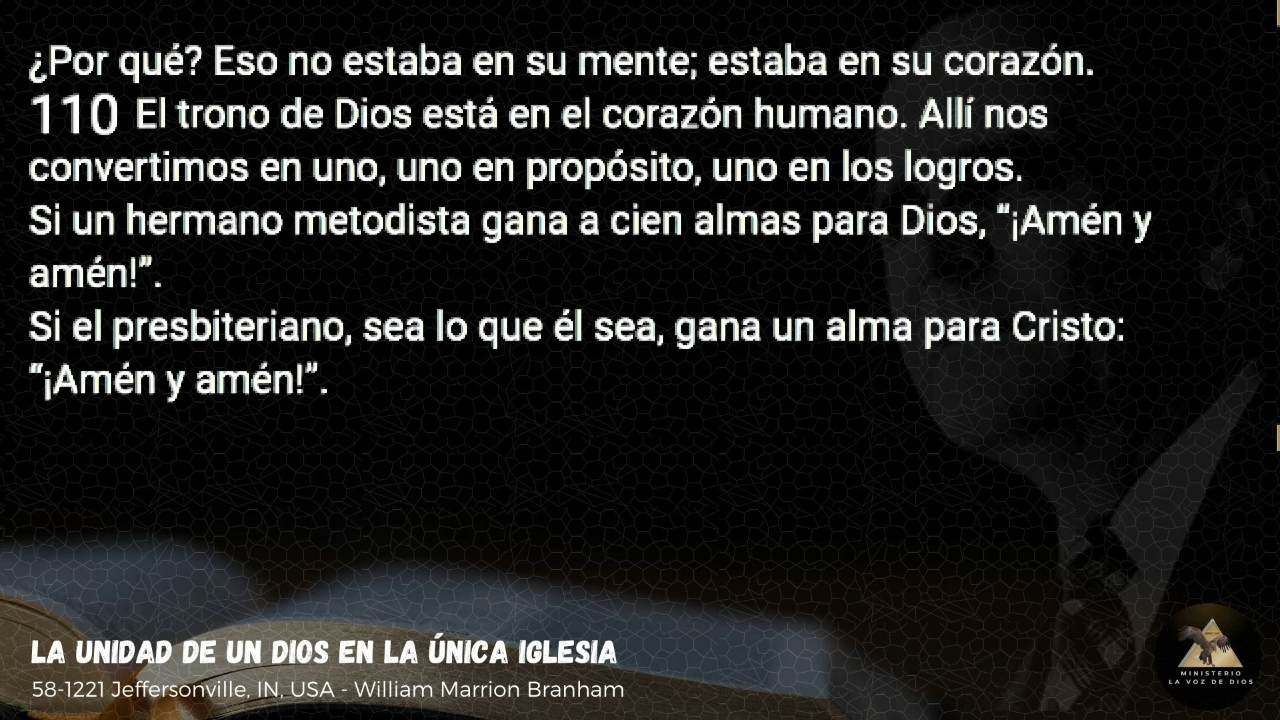 ¿Por qué? Eso no estaba en su mente; estaba en su corazón.
110 El trono de Dios está en el corazón humano. Allí nos
convertimos en uno, uno en propósito, uno en los logros.
Si un hermano metodista gana a cien almas para Dios, “¡Amén y
amén!”.
Si el presbiteriano, sea lo que él sea, gana un alma para Cristo:
“¡Amén y amén!”.
LA UNIDAD DE UN DIOS EN LA ÚNICA IGLESIA
58-1221 Jeffersonville, IN, USA - William Marrion Branham
MINISTERIO
LA VOZ DE DIOS